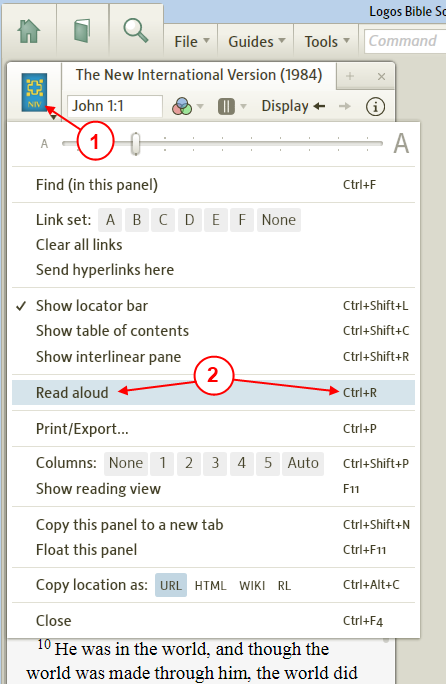 Logos Bible So
File Guides Tools Command
The New International Version (1984) + ×
NIV
John 1:1 Display
1
A A
Find (in this panel) Ctrl+F
Link set: A B C D E F None
Clear all links
Send hyperlinks here
Show locator bar Ctrl+Shift+L
Show table of contents Ctrl+Shift+C
Show interlinear pane Ctrl+Shift+R
2
Read aloud Ctrl+R
Print/Export... Ctrl+P
Columns: None 1 2 3 4 5 Auto Ctrl+Shift+P
Show reading view F11
Copy this panel to a new tab Ctrl+Shift+N
Float this panel Ctrl+F11
Copy location as: URL HTML WIKI RL Ctrl+Alt+C
Close Ctrl+F4
10 He was in the world, and though the
world was made through him, the world did